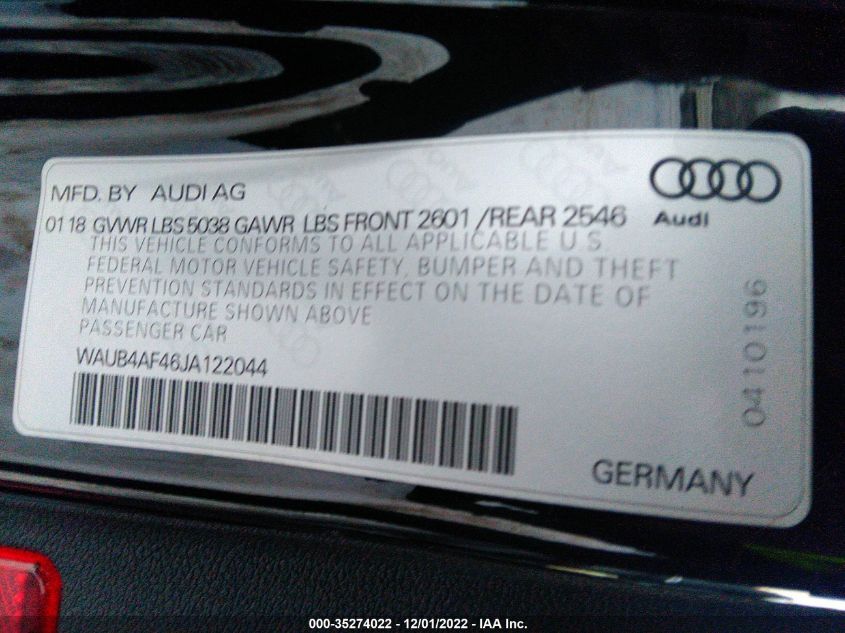 MFD. BY AUDI AG
Audi
01 18 GVWR LBS 5038 GAWR LBS FRONT 2601 /REAR 2546
THIS VEHICLE CONFORMS TO ALL APPLICABLE U.S.
FEDERAL MOTOR VEHICLE SAFETY, BUMPER AND THEFT
PREVENTION STANDARDS IN EFFECT ON THE DATE OF
MANUFACTURE SHOWN ABOVE
PASSENGER CAR
WAUB4AF46JA122044
0410196
GERMANY
000-35274022 - 12/01/2022 - IAA Inc.